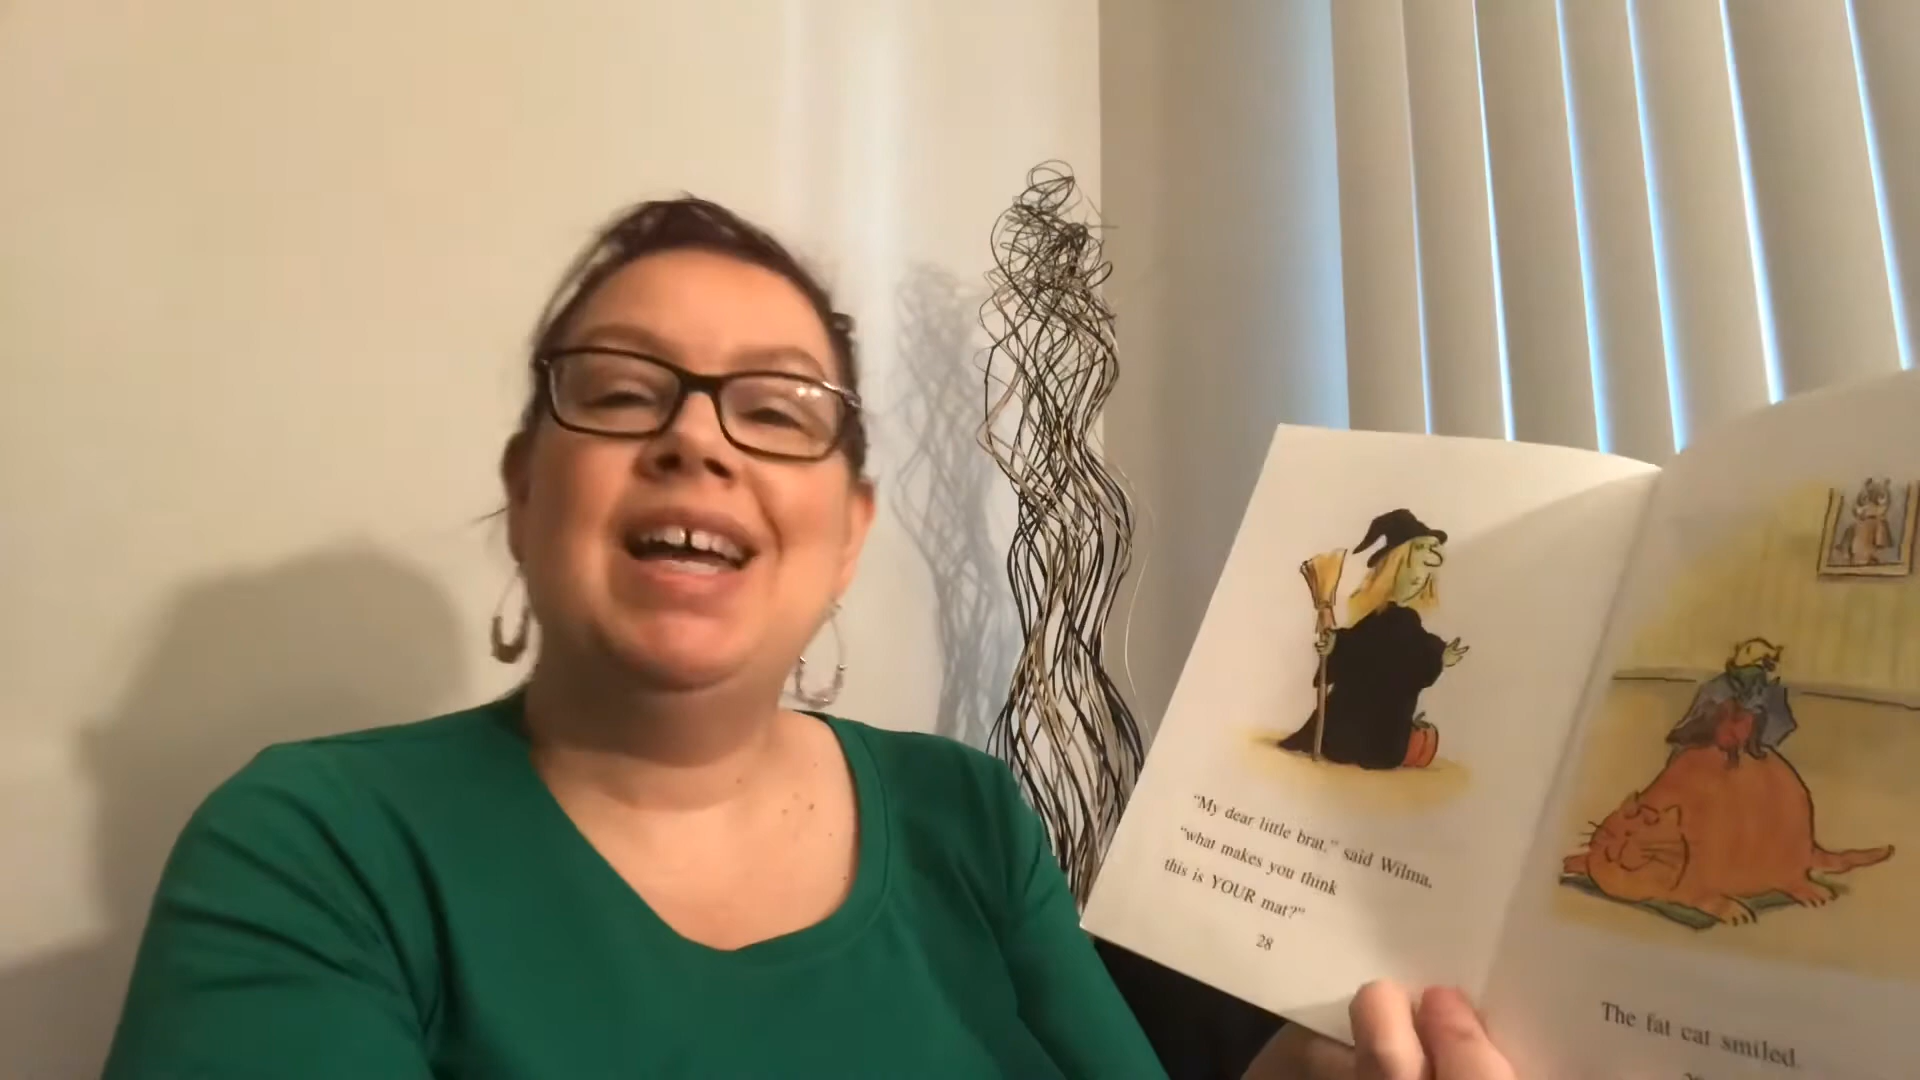 "My dear little brat," said Wilma,
"what makes you think
this is YOUR mat?"
28
The fat cat smiled.